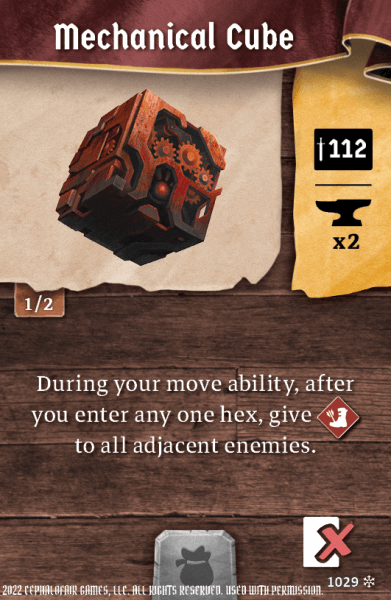 Mechanical Cube
112
x2
1/2
During your move ability, after
you enter any one hex, give
to all adjacent enemies.
1029
2022 CEPHALOFAIR GAMES, LLC. ALL RIGHTS RESERVED. USED WITH PERMISSION.